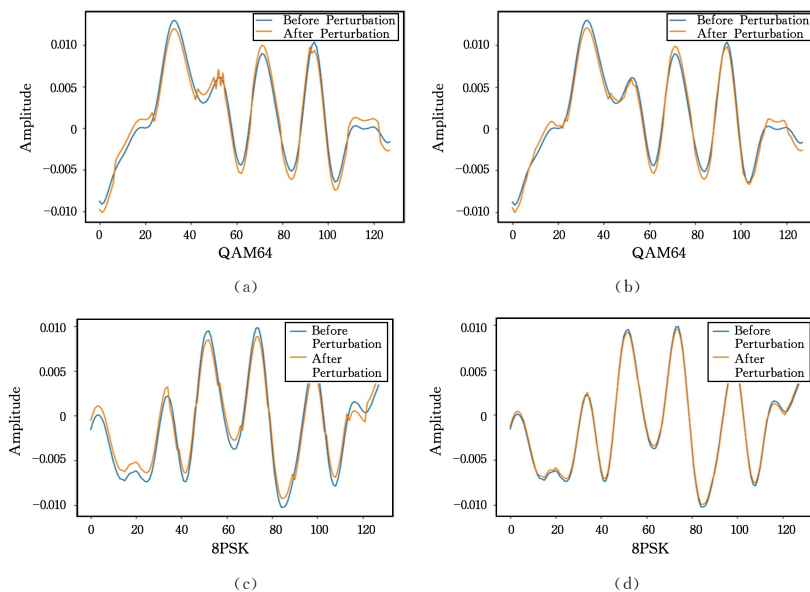 Before Perturbation
After Perturbation
0.010
0.005
0
−0.005
−0.010
Amplitude
0 20 40 60 80 100 120
QAM64
(a)
Before Perturbation
After Perturbation
0.010
0.005
0
−0.005
−0.010
Amplitude
0 20 40 60 80 100 120
QAM64
(b)
Before
Perturbation
After
Perturbation
0.010
0.005
0
−0.005
−0.010
Amplitude
0 20 40 60 80 100 120
8PSK
(c)
Before
Perturbation
After
Perturbation
0.010
0.005
0
−0.005
−0.010
Amplitude
0 20 40 60 80 100 120
8PSK
(d)